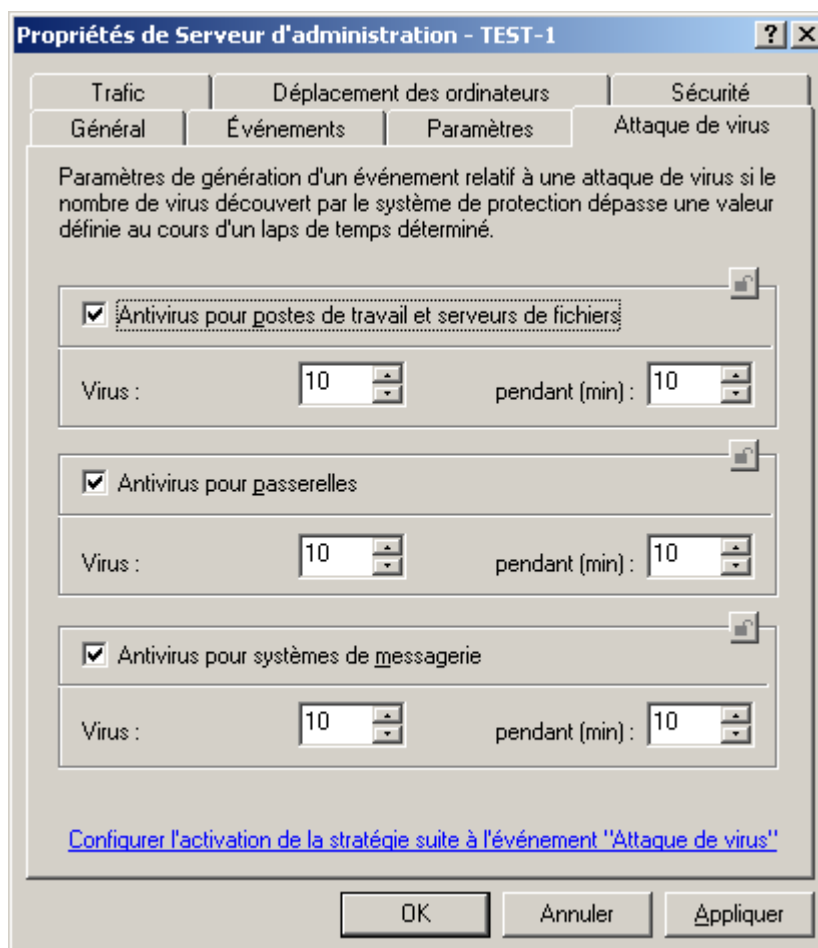 Propriétés de Serveur d'administration - TEST-1
Trafic
Déplacement des ordinateurs
Sécurité
Général
Événements
Paramètres
Attaque de virus
Paramètres de génération d'un événement relatif à une attaque de virus si le
nombre de virus découvert par le système de protection dépasse une valeur
définie au cours d'un laps de temps déterminé.
Antivirus pour postes de travail et serveurs de fichiers
Virus : 10 pendant (min) : 10
Antivirus pour passerelles
Virus : 10 pendant (min) : 10
Antivirus pour systèmes de messagerie
Virus : 10 pendant (min) : 10
Configurer l'activation de la stratégie suite à l'événement "Attaque de virus"
OK
Annuler
Appliquer